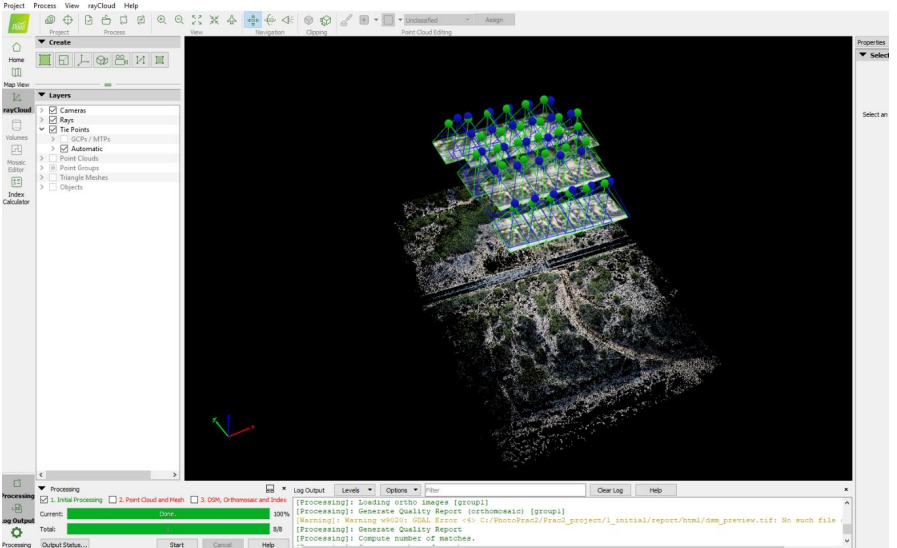 Project Process View rayCloud Help
Project Process View Navigation Clipping Point Cloud Editing
Unclassified Assign
Home
Map View
rayCloud
Volumes
Mosaic
Editor
Index
Calculator
Create
Layers
Cameras
Rays
Tie Points
GCPs / MTPs
Automatic
Point Clouds
Point Groups
Triangle Meshes
Objects
Properties
Select
Select an
Processing
Log Output
Processing
Processing
1. Initial Processing 2. Point Cloud and Mesh 3. DSM, Orthomosaic and Index
Current: Done. 100%
Total: 8/8
Output Status... Start Cancel Help
Log Output Levels Options Filter Clear Log Help
[Processing]: Loading ortho images [group1]
[Processing]: Generate Quality Report (orthomosaic) [group1]
[Warning]: Warning w9020: GDAL Error <4> C:/PhotoPrac2/Prac2_project/1_initial/report/html/dsm_preview.tif: No such file
[Processing]: Generate Quality Report
[Processing]: Compute number of matches.